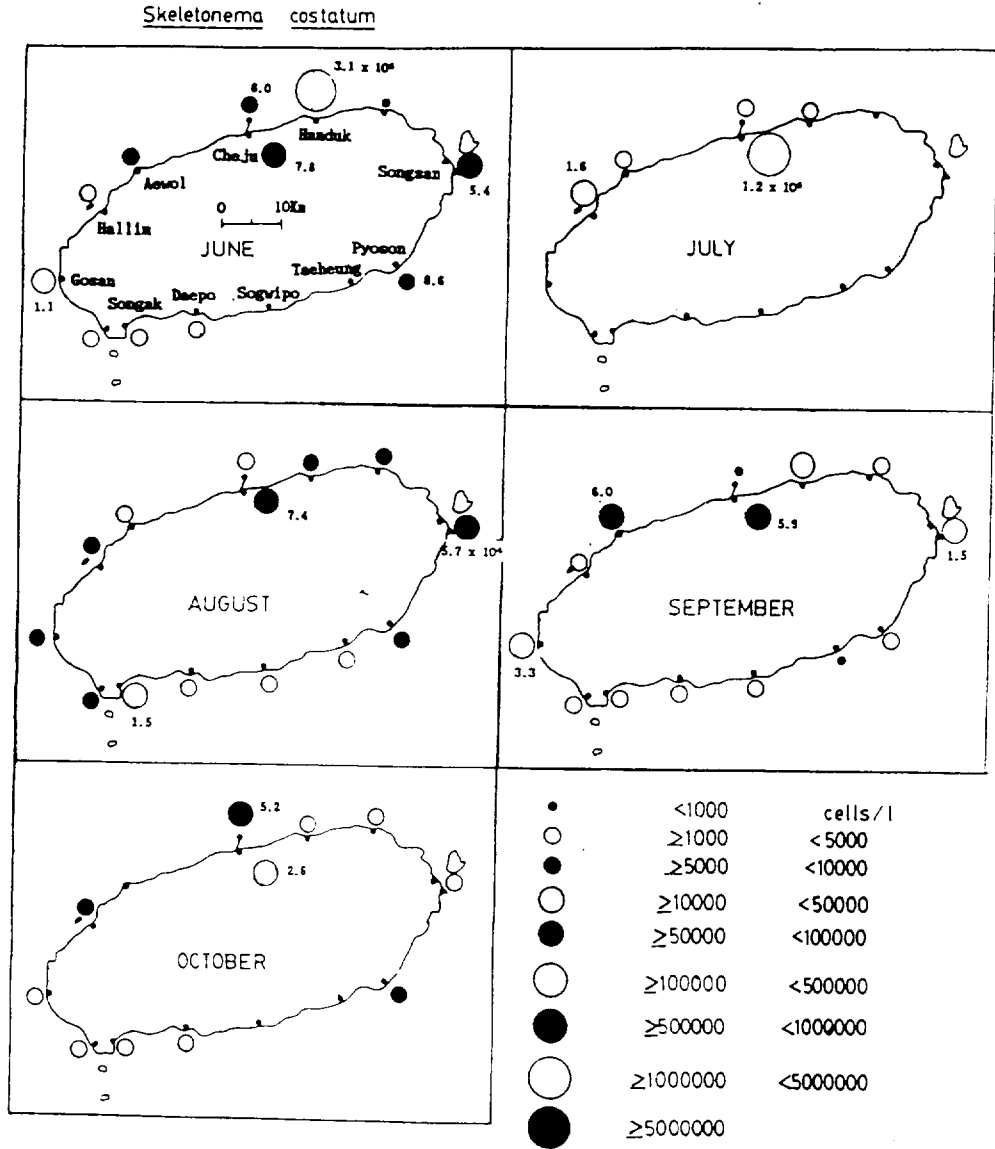 Skeletonema costatum
3.1 x 10⁶
6.0
Hamduk
Cheju
7.8
Aewol
Songsan
5.4
0 10Km
Hallim
JUNE
Pyoson
Taeheung
8.6
Gosan
1.1
Songak
Daepo
Sogwipo
1.6
1.2 x 10⁶
JULY
7.4
5.7 x 10⁴
AUGUST
1.5
6.0
5.9
1.5
SEPTEMBER
3.3
5.2
2.6
OCTOBER
<1000 cells/l
≥1000 <5000
≥5000 <10000
≥10000 <50000
≥50000 <100000
≥100000 <500000
≥500000 <1000000
≥1000000 <5000000
≥5000000